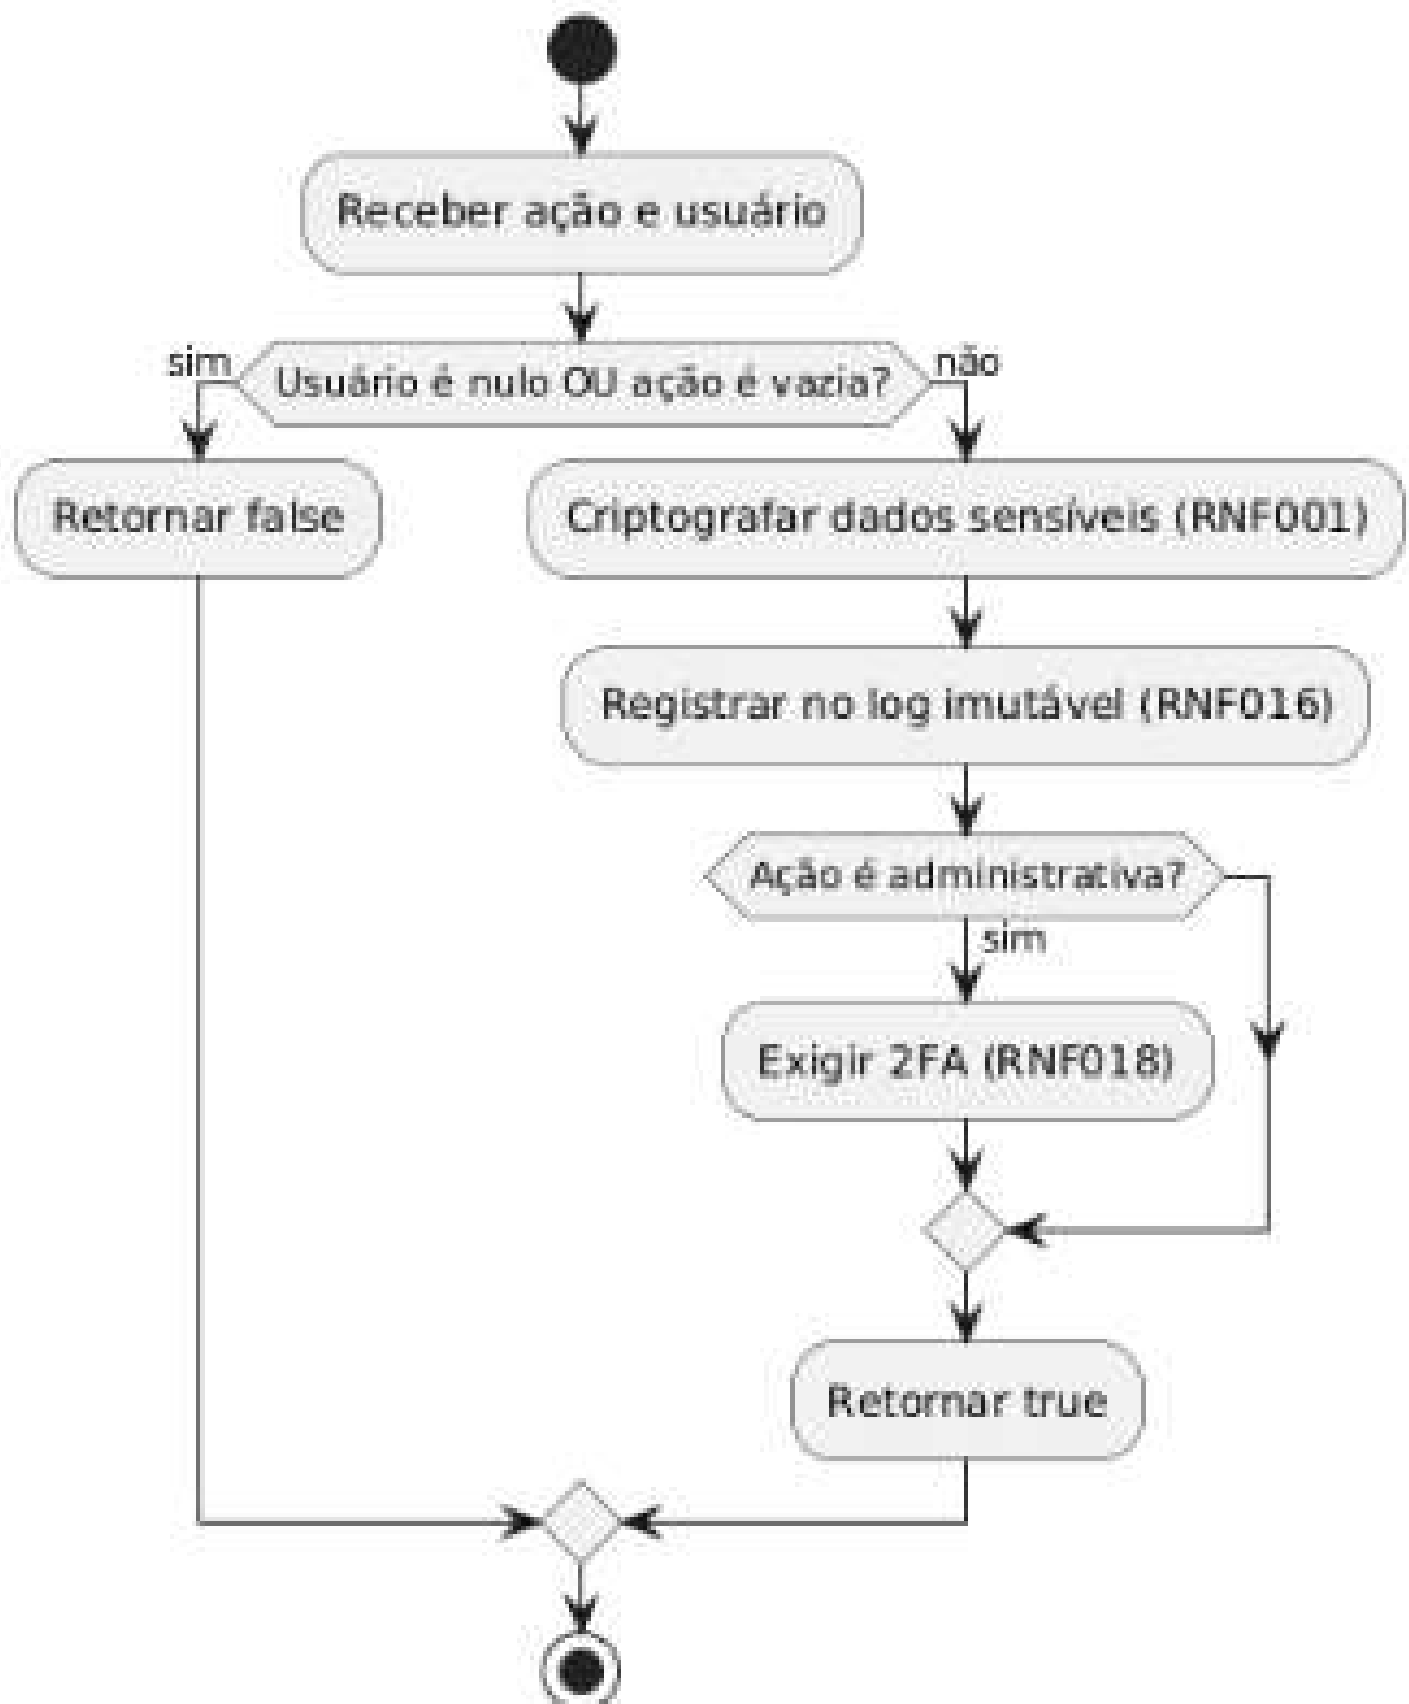 Receber ação e usuário
sim
Usuário é nulo OU ação é vazia?
não
Retornar false
Criptografar dados sensíveis (RNF001)
Registrar no log imutável (RNF016)
Ação é administrativa?
sim
Exigir 2FA (RNF018)
Retornar true